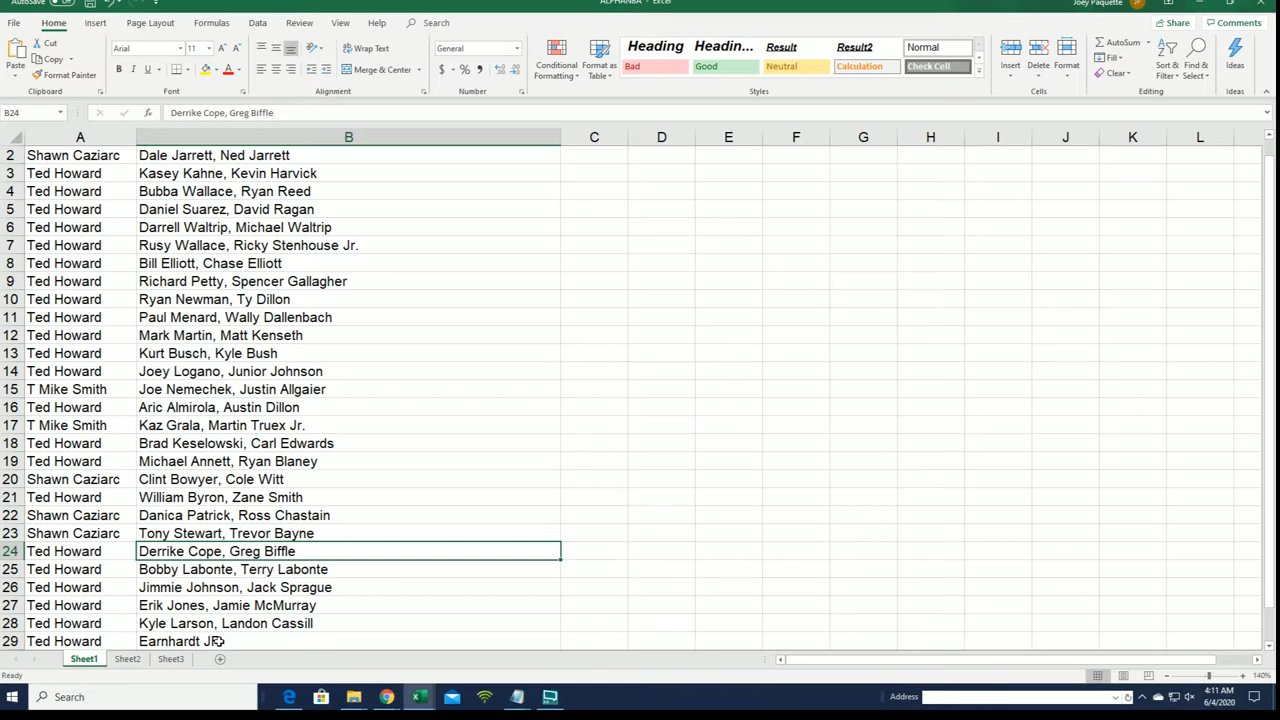 AutoSave Off ALPHANBA - Excel Joey Paquette
File Home Insert Page Layout Formulas Data Review View Help Search Share Comments
Paste Cut Copy Format Painter Clipboard
Arial 11 A A B I U A Font
Wrap Text Merge & Center Alignment
General $ % , Number
Conditional Formatting Format as Table
Heading Headin... Result Result2 Normal
Bad Good Neutral Calculation Check Cell
Styles
Insert Delete Format Cells
AutoSum Fill Clear Sort & Filter Find & Select Editing
Ideas Ideas
B24 fx Derrike Cope, Greg Biffle
A B C D E F G H I J K L
2 Shawn Caziarc Dale Jarrett, Ned Jarrett
3 Ted Howard Kasey Kahne, Kevin Harvick
4 Ted Howard Bubba Wallace, Ryan Reed
5 Ted Howard Daniel Suarez, David Ragan
6 Ted Howard Darrell Waltrip, Michael Waltrip
7 Ted Howard Rusy Wallace, Ricky Stenhouse Jr.
8 Ted Howard Bill Elliott, Chase Elliott
9 Ted Howard Richard Petty, Spencer Gallagher
10 Ted Howard Ryan Newman, Ty Dillon
11 Ted Howard Paul Menard, Wally Dallenbach
12 Ted Howard Mark Martin, Matt Kenseth
13 Ted Howard Kurt Busch, Kyle Bush
14 Ted Howard Joey Logano, Junior Johnson
15 T Mike Smith Joe Nemechek, Justin Allgaier
16 Ted Howard Aric Almirola, Austin Dillon
17 T Mike Smith Kaz Grala, Martin Truex Jr.
18 Ted Howard Brad Keselowski, Carl Edwards
19 Ted Howard Michael Annett, Ryan Blaney
20 Shawn Caziarc Clint Bowyer, Cole Witt
21 Ted Howard William Byron, Zane Smith
22 Shawn Caziarc Danica Patrick, Ross Chastain
23 Shawn Caziarc Tony Stewart, Trevor Bayne
24 Ted Howard Derrike Cope, Greg Biffle
25 Ted Howard Bobby Labonte, Terry Labonte
26 Ted Howard Jimmie Johnson, Jack Sprague
27 Ted Howard Erik Jones, Jamie McMurray
28 Ted Howard Kyle Larson, Landon Cassill
29 Ted Howard Earnhardt JR
Sheet1 Sheet2 Sheet3
Ready 140%
Search Address 4:11 AM
6/4/2020